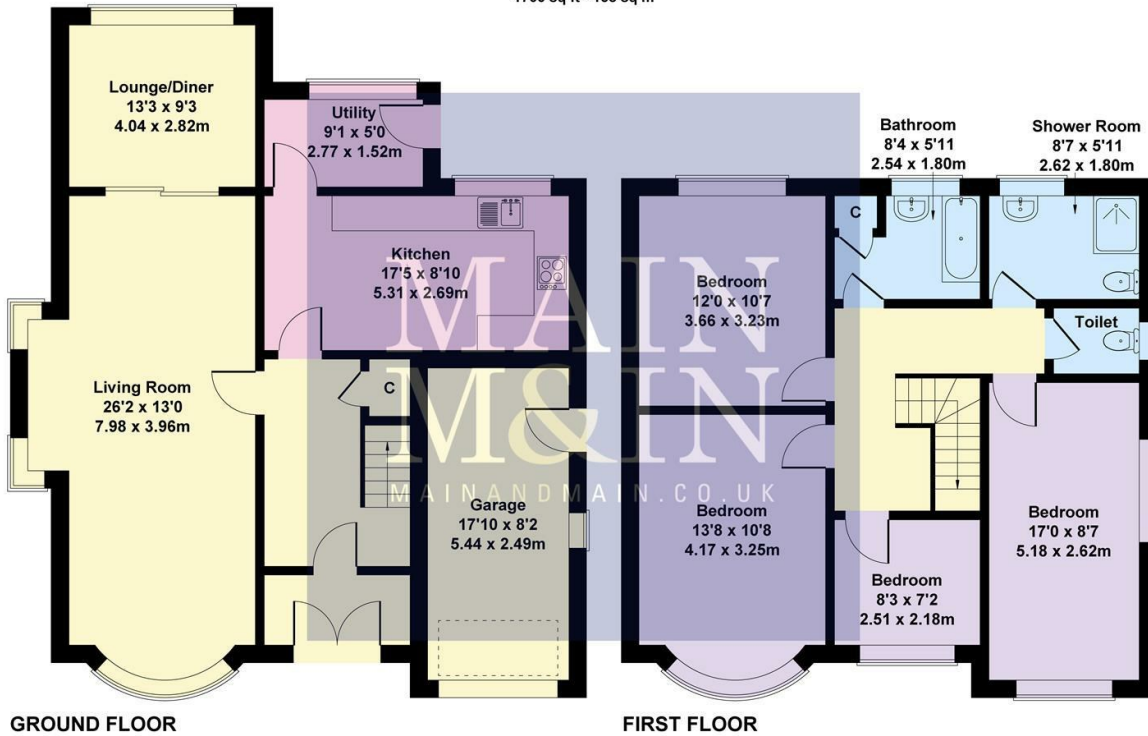 Lounge/Diner
13'3 x 9'3
4.04 x 2.82m
Utility
9'1 x 5'0
2.77 x 1.52m
Kitchen
17'5 x 8'10
5.31 x 2.69m
Living Room
26'2 x 13'0
7.98 x 3.96m
C
Garage
17'10 x 8'2
5.44 x 2.49m
GROUND FLOOR
Bathroom
8'4 x 5'11
2.54 x 1.80m
Shower Room
8'7 x 5'11
2.62 x 1.80m
C
Bedroom
12'0 x 10'7
3.66 x 3.23m
Toilet
Bedroom
13'8 x 10'8
4.17 x 3.25m
Bedroom
8'3 x 7'2
2.51 x 2.18m
Bedroom
17'0 x 8'7
5.18 x 2.62m
FIRST FLOOR
MAIN
M&IN
MAINANDMAIN.CO.UK